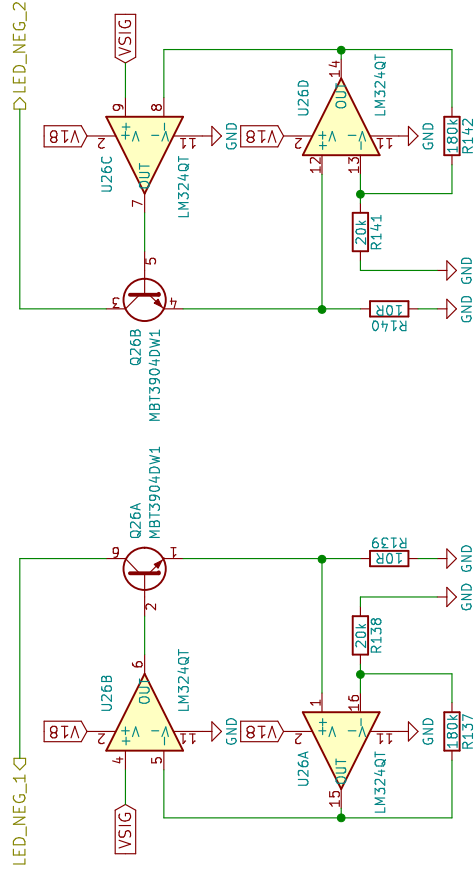 LED_NEG_2
VSIG
9
8
+
−
V18
2
V+
V-
11
GND
OUT
U26C
LM324QT
7
14
OUT
U26D
LM324QT
V18
2
V+
V-
11
GND
+
−
12
13
180k
R142
20k
R141
GND
5
3
4
Q26B
MBT3904DW1
10R
R140
GND
Q26A
MBT3904DW1
6
1
2
R139
10R
GND
GND
20k
R138
6
OUT
U26B
LM324QT
V18
2
V+
V-
11
GND
+
−
4
5
1
16
+
−
V18
2
V+
V-
11
GND
OUT
U26A
LM324QT
15
180k
R137
VSIG
LED_NEG_1